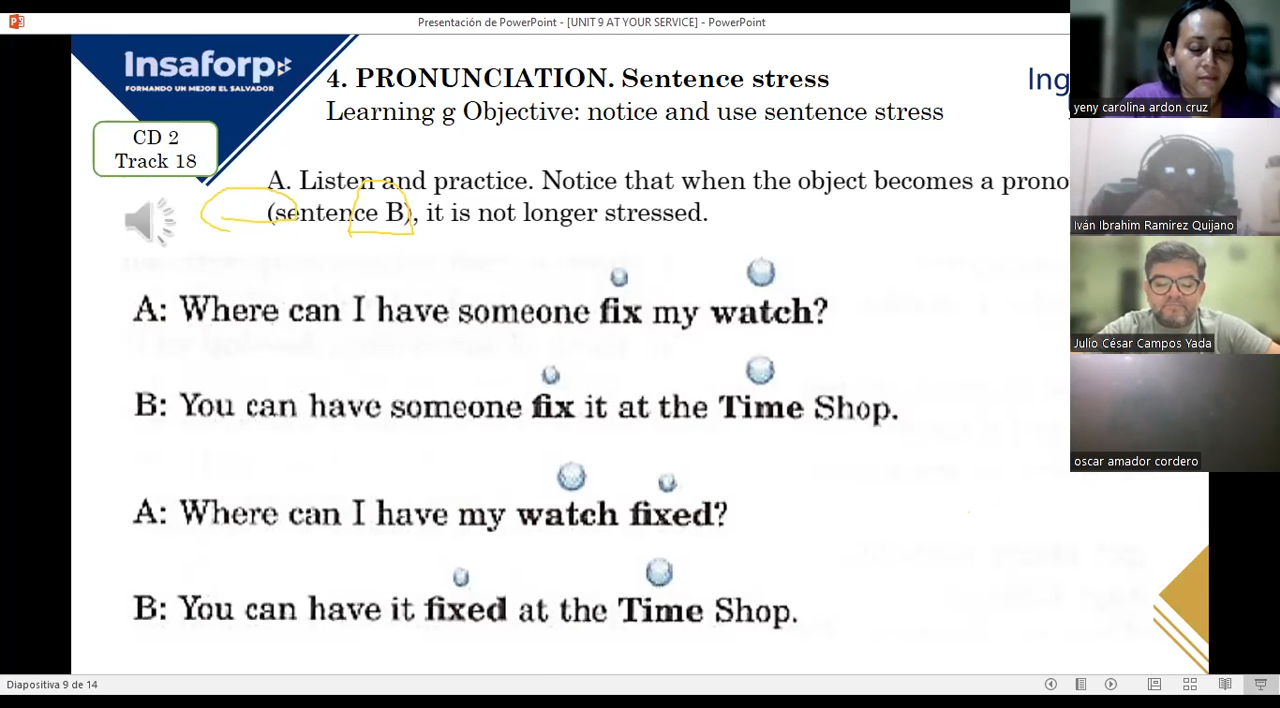 Presentación de PowerPoint - [UNIT 9 AT YOUR SERVICE] - PowerPoint
Insaforp
FORMANDO UN MEJOR EL SALVADOR
4. PRONUNCIATION. Sentence stress
Ing
Learning g Objective: notice and use sentence stress
CD 2
Track 18
A. Listen and practice. Notice that when the object becomes a prono
(sentence B), it is not longer stressed.
A: Where can I have someone fix my watch?
B: You can have someone fix it at the Time Shop.
A: Where can I have my watch fixed?
B: You can have it fixed at the Time Shop.
yeny carolina ardon cruz
Iván Ibrahim Ramirez Quijano
Julio César Campos Yada
oscar amador cordero
Diapositiva 9 de 14